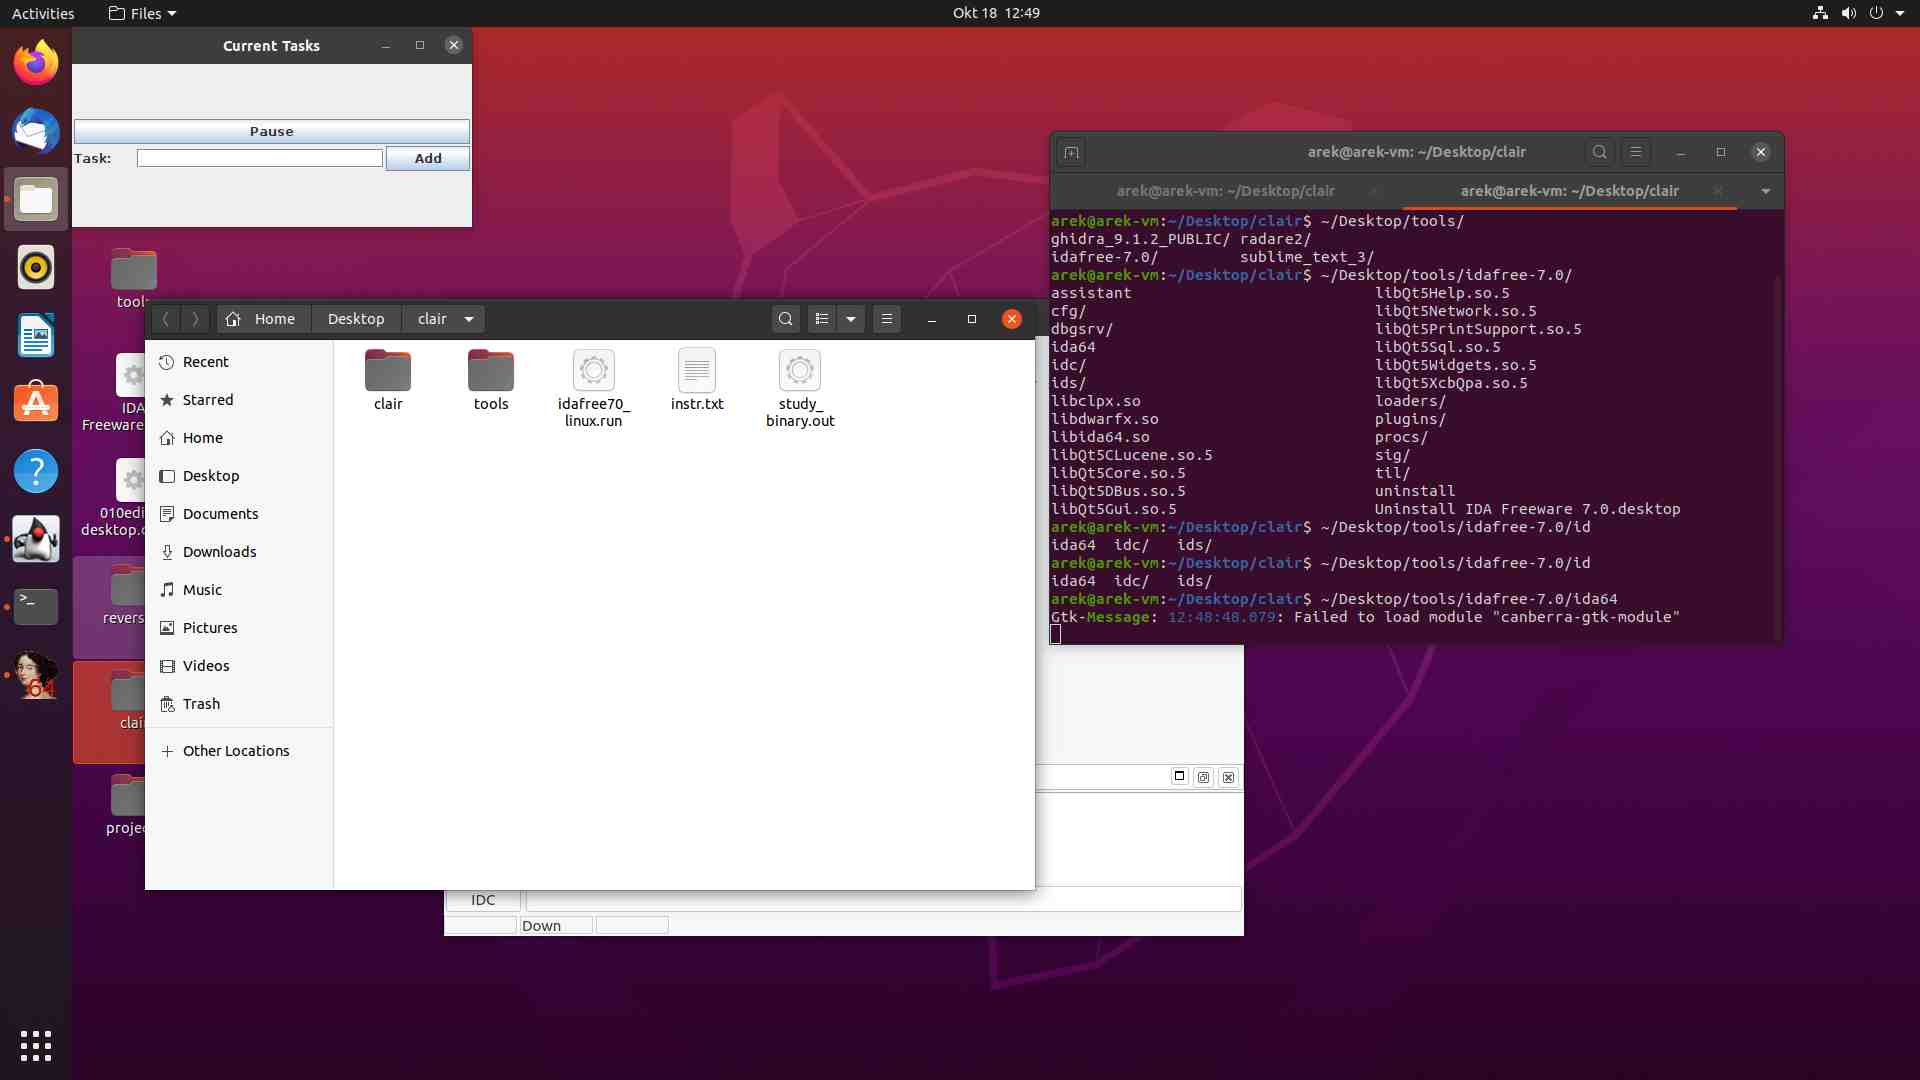 Activities
Files
Okt 18 12:49
Current Tasks
Pause
Task:
Add
IDA
Freeware
64
Home
Desktop
clair
Recent
Starred
Home
Desktop
Documents
Downloads
Music
Pictures
Videos
Trash
Other Locations
clair
tools
idafree70_
linux.run
instr.txt
study_
binary.out
IDC
Down
arek@arek-vm: ~/Desktop/clair
arek@arek-vm: ~/Desktop/clair
arek@arek-vm: ~/Desktop/clair
arek@arek-vm:~/Desktop/clair$ ~/Desktop/tools/
ghidra_9.1.2_PUBLIC/ radare2/
idafree-7.0/ sublime_text_3/
arek@arek-vm:~/Desktop/clair$ ~/Desktop/tools/idafree-7.0/
assistant libQt5Help.so.5
cfg/ libQt5Network.so.5
dbgsrv/ libQt5PrintSupport.so.5
ida64 libQt5Sql.so.5
idc/ libQt5Widgets.so.5
ids/ libQt5XcbQpa.so.5
libclpx.so loaders/
libdwarfx.so plugins/
libida64.so procs/
libQt5CLucene.so.5 sig/
libQt5Core.so.5 til/
libQt5DBus.so.5 uninstall
libQt5Gui.so.5 Uninstall IDA Freeware 7.0.desktop
arek@arek-vm:~/Desktop/clair$ ~/Desktop/tools/idafree-7.0/id
ida64 idc/ ids/
arek@arek-vm:~/Desktop/clair$ ~/Desktop/tools/idafree-7.0/id
ida64 idc/ ids/
arek@arek-vm:~/Desktop/clair$ ~/Desktop/tools/idafree-7.0/ida64
Gtk-Message: 12:48:48.079: Failed to load module "canberra-gtk-module"